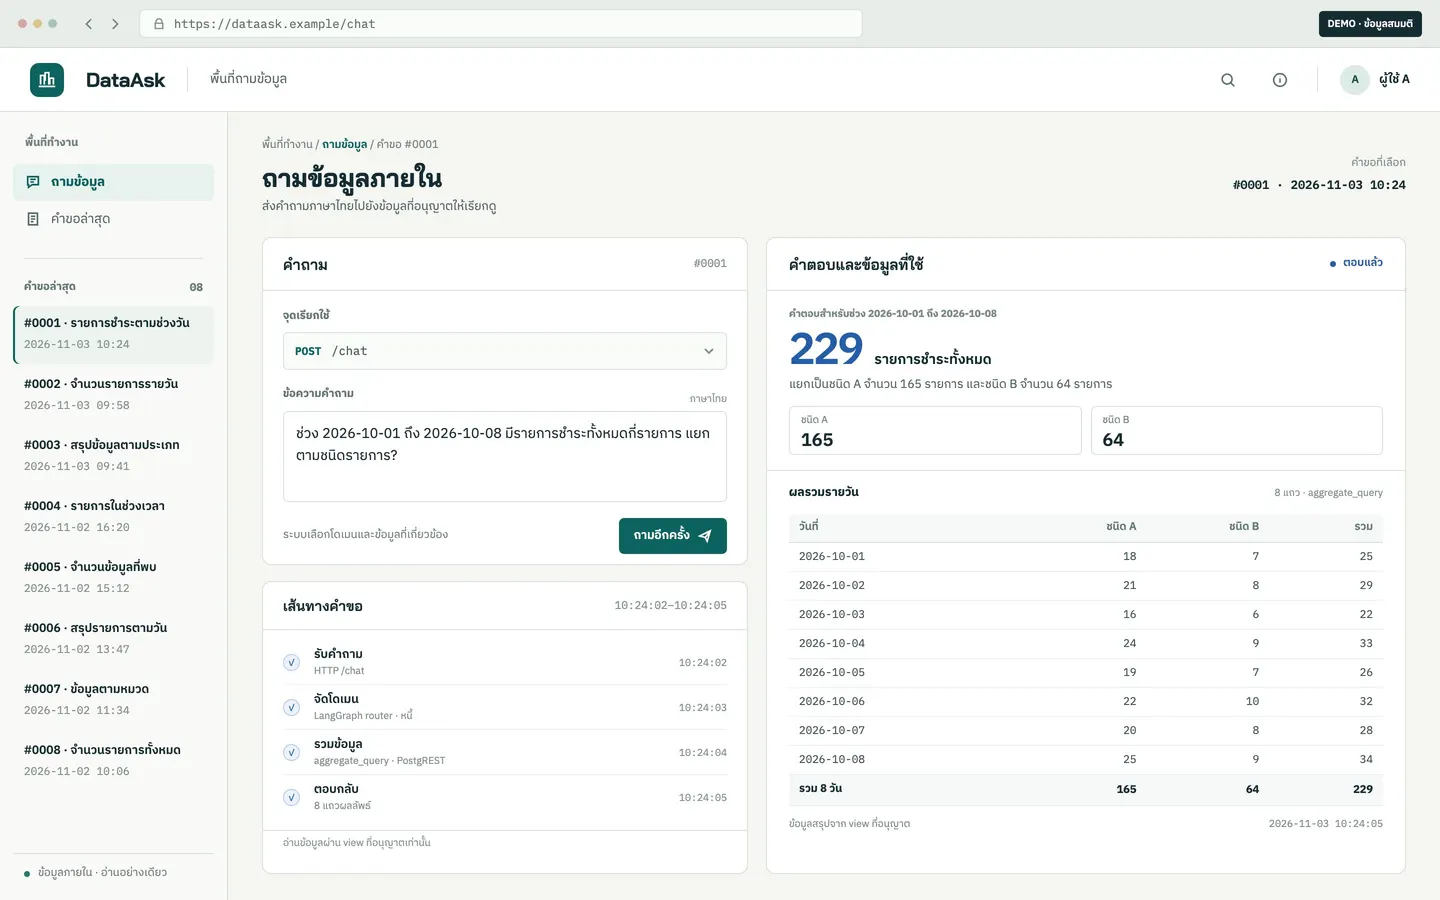 https://dataask.example/chat
DEMO · ข้อมูลสมมติ
DataAsk
พื้นที่ถามข้อมูล
A
ผู้ใช้ A
พื้นที่ทำงาน
ถามข้อมูล
คำขอล่าสุด
คำขอล่าสุด 08
#0001 · รายการชำระตามช่วงวัน
2026-11-03 10:24
#0002 · จำนวนรายการรายวัน
2026-11-03 09:58
#0003 · สรุปข้อมูลตามประเภท
2026-11-03 09:41
#0004 · รายการในช่วงเวลา
2026-11-02 16:20
#0005 · จำนวนข้อมูลที่พบ
2026-11-02 15:12
#0006 · สรุปรายการตามวัน
2026-11-02 13:47
#0007 · ข้อมูลตามหมวด
2026-11-02 11:34
#0008 · จำนวนรายการทั้งหมด
2026-11-02 10:06
ข้อมูลภายใน · อ่านอย่างเดียว
พื้นที่ทำงาน / ถามข้อมูล / คำขอ #0001
ถามข้อมูลภายใน
ส่งคำถามภาษาไทยไปยังข้อมูลที่อนุญาตให้เรียกดู
คำขอที่เลือก
#0001 · 2026-11-03 10:24
คำถาม #0001
จุดเรียกใช้
POST /chat
ข้อความคำถาม ภาษาไทย
ช่วง 2026-10-01 ถึง 2026-10-08 มีรายการชำระทั้งหมดกี่รายการ แยก
ตามชนิดรายการ?
ระบบเลือกโดเมนและข้อมูลที่เกี่ยวข้อง
ถามอีกครั้ง
เส้นทางคำขอ 10:24:02–10:24:05
รับคำถาม
HTTP /chat 10:24:02
จัดโดเมน
LangGraph router · หนี้ 10:24:03
รวมข้อมูล
aggregate_query · PostgREST 10:24:04
ตอบกลับ
8 แถวผลลัพธ์ 10:24:05
อ่านข้อมูลผ่าน view ที่อนุญาตเท่านั้น
คำตอบและข้อมูลที่ใช้ ตอบแล้ว
คำตอบสำหรับช่วง 2026-10-01 ถึง 2026-10-08
229 รายการชำระทั้งหมด
แยกเป็นชนิด A จำนวน 165 รายการ และชนิด B จำนวน 64 รายการ
ชนิด A
165
ชนิด B
64
ผลรวมรายวัน 8 แถว · aggregate_query
วันที่ ชนิด A ชนิด B รวม
2026-10-01 18 7 25
2026-10-02 21 8 29
2026-10-03 16 6 22
2026-10-04 24 9 33
2026-10-05 19 7 26
2026-10-06 22 10 32
2026-10-07 20 8 28
2026-10-08 25 9 34
รวม 8 วัน 165 64 229
ข้อมูลสรุปจาก view ที่อนุญาต 2026-11-03 10:24:05